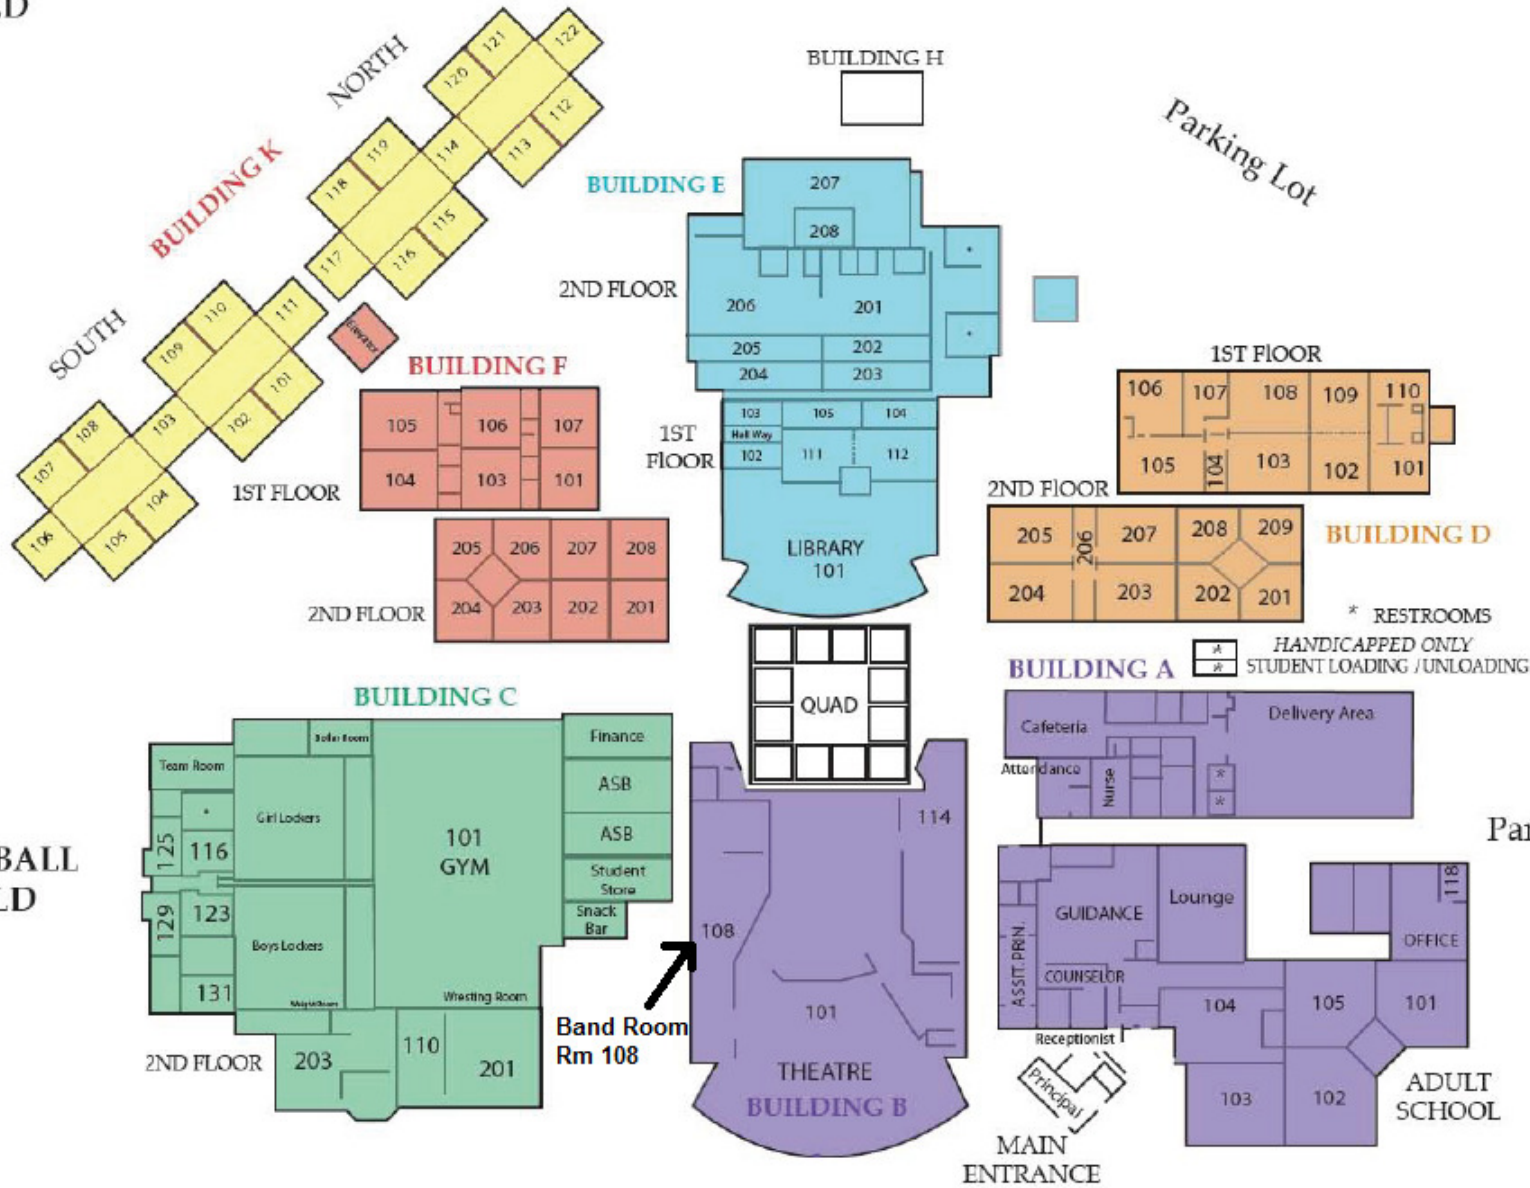 ED
NORTH
BUILDING K
SOUTH
122
121
120
112
113
114
119
118
115
116
117
111
110
109
101
102
103
108
107
104
105
106
Elevator
BUILDING H
Parking Lot
BUILDING E
207
208
2ND FLOOR
206
201
205
202
204
203
*
*
103
105
104
Hall Way
102
111
112
1ST
FlOOR
LIBRARY
101
BUILDING F
105
106
107
104
103
101
1ST FLOOR
205
206
207
208
204
203
202
201
2ND FLOOR
1ST FlOOR
106
107
108
109
110
105
104
103
102
101
2ND FlOOR
205
206
207
208
209
204
203
202
201
BUILDING D
* RESTROOMS
* HANDICAPPED ONLY
* STUDENT LOADING / UNLOADING
QUAD
BUILDING C
Boiler Room
Team Room
Girl Lockers
*
125
116
129
123
131
Boys Lockers
101
GYM
Wresting Room
Finance
ASB
ASB
Student
Store
Snack
Bar
2ND FLOOR
203
110
201
BALL
LD
Band Room
Rm 108
108
114
101
THEATRE
BUILDING B
BUILDING A
Cafeteria
Delivery Area
Attendance
Nurse
*
*
Par
GUIDANCE
Lounge
ASSIT. PRIN.
COUNSELOR
118
OFFICE
104
105
101
103
102
Receptionist
Principal
MAIN
ENTRANCE
ADULT
SCHOOL